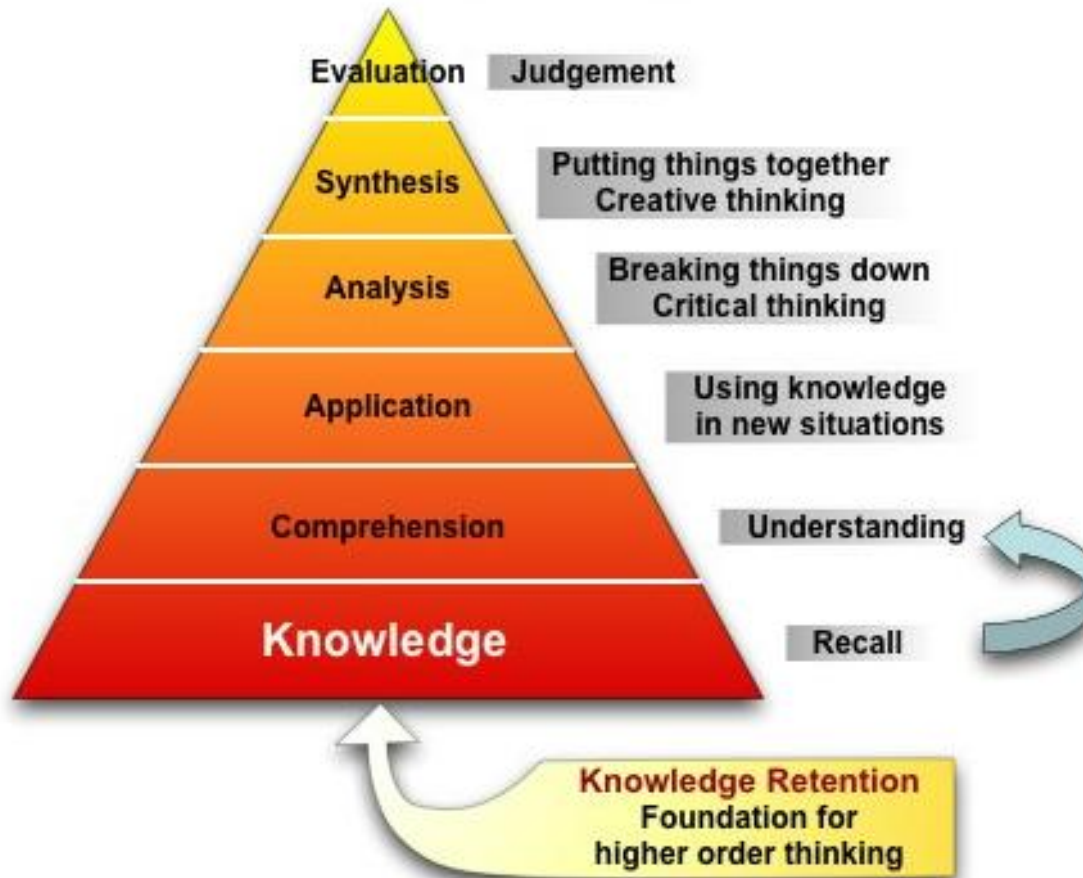 Evaluation
Judgement
Synthesis
Putting things together
Creative thinking
Analysis
Breaking things down
Critical thinking
Application
Using knowledge
in new situations
Comprehension
Understanding
Knowledge
Recall
Knowledge Retention
Foundation for
higher order thinking